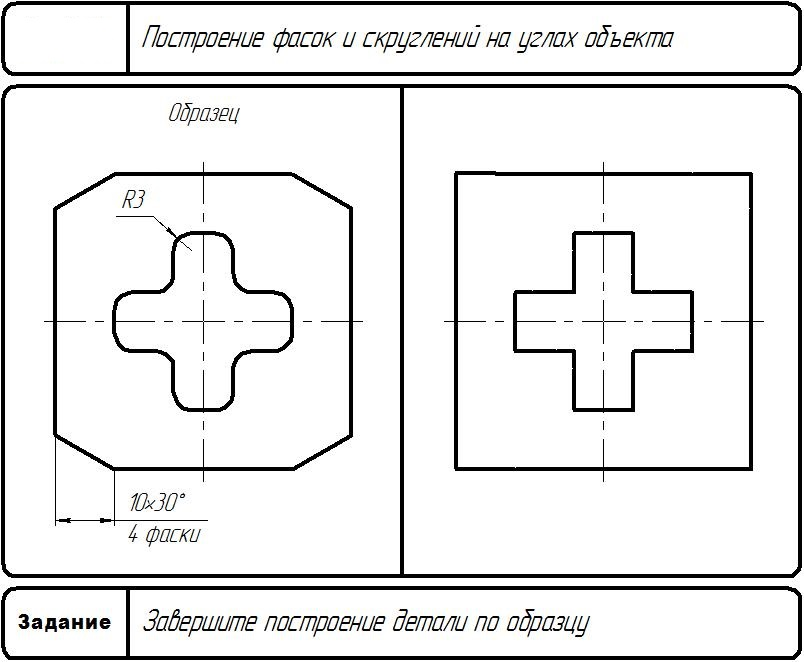 Построение фасок и скруглений на углах объекта
Образец
R3
10×30°
4 фаски
Задание
Завершите построение детали по образцу